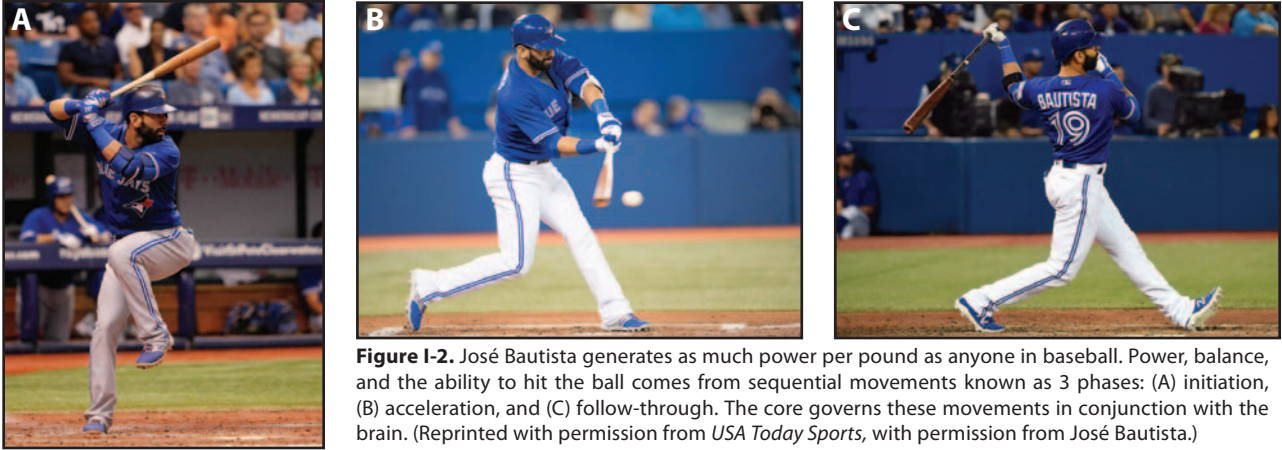 A
B
C
BLUE JAYS
BAUTISTA
19
Figure I-2. José Bautista generates as much power per pound as anyone in baseball. Power, balance,
and the ability to hit the ball comes from sequential movements known as 3 phases: (A) initiation,
(B) acceleration, and (C) follow-through. The core governs these movements in conjunction with the
brain. (Reprinted with permission from USA Today Sports, with permission from José Bautista.)